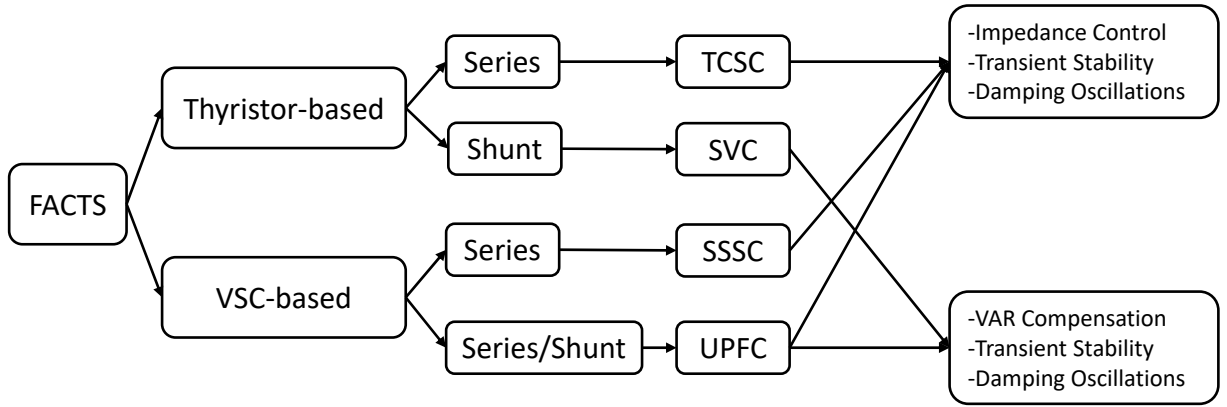 FACTS
Thyristor-based
VSC-based
Series
Shunt
Series
Series/Shunt
TCSC
SVC
SSSC
UPFC
-Impedance Control
-Transient Stability
-Damping Oscillations
-VAR Compensation
-Transient Stability
-Damping Oscillations